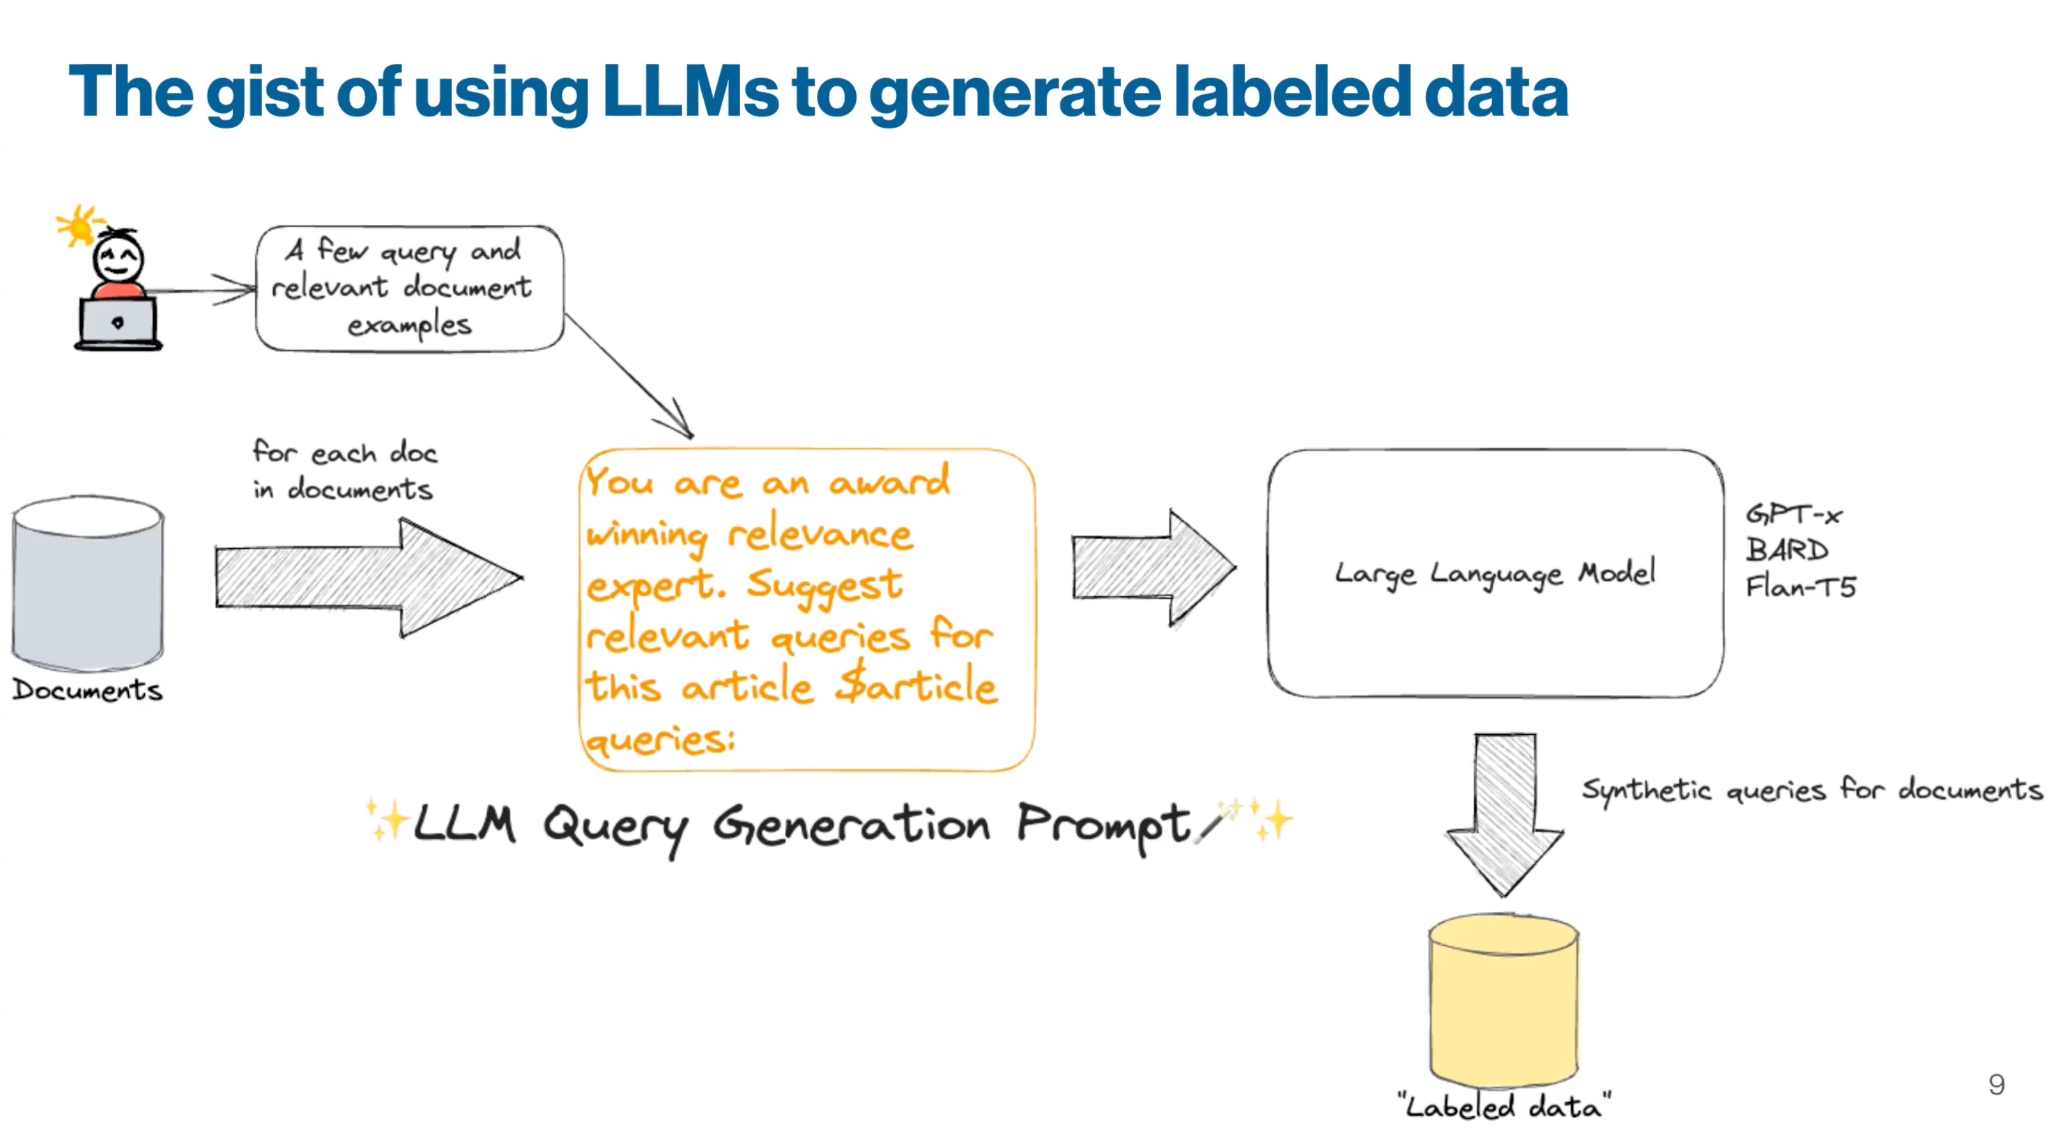 The gist of using LLMs to generate labeled data
A few query and
relevant document
examples
for each doc
in documents
Documents
You are an award
winning relevance
expert. Suggest
relevant queries for
this article $article
queries:
LLM Query Generation Prompt
Large Language Model
GPT-x
BARD
Flan-T5
Synthetic queries for documents
"Labeled data"
9